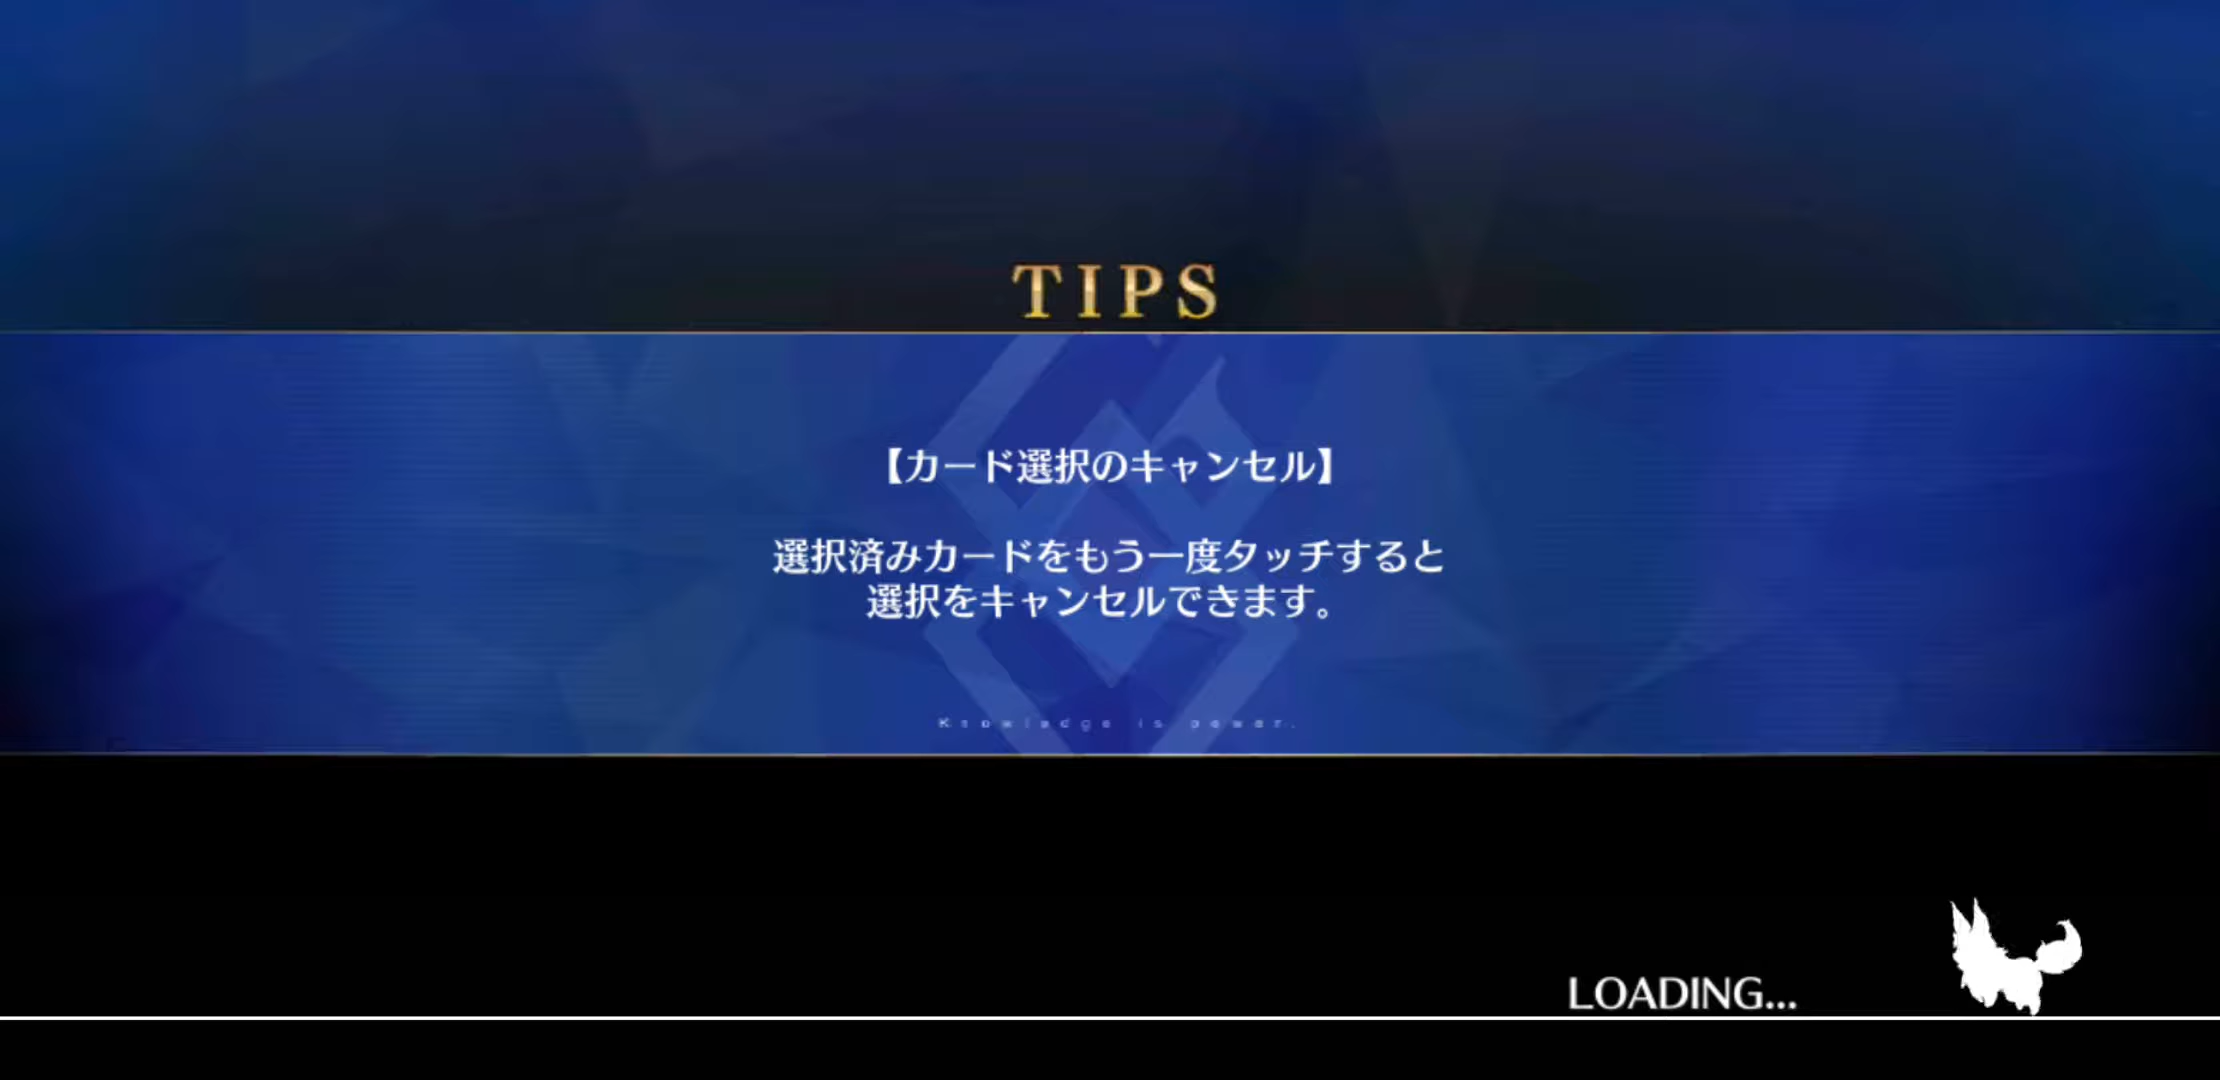 TIPS
【カード選択のキャンセル】
選択済みカードをもう一度タッチすると
選択をキャンセルできます。
Knowledge is power.
LOADING...